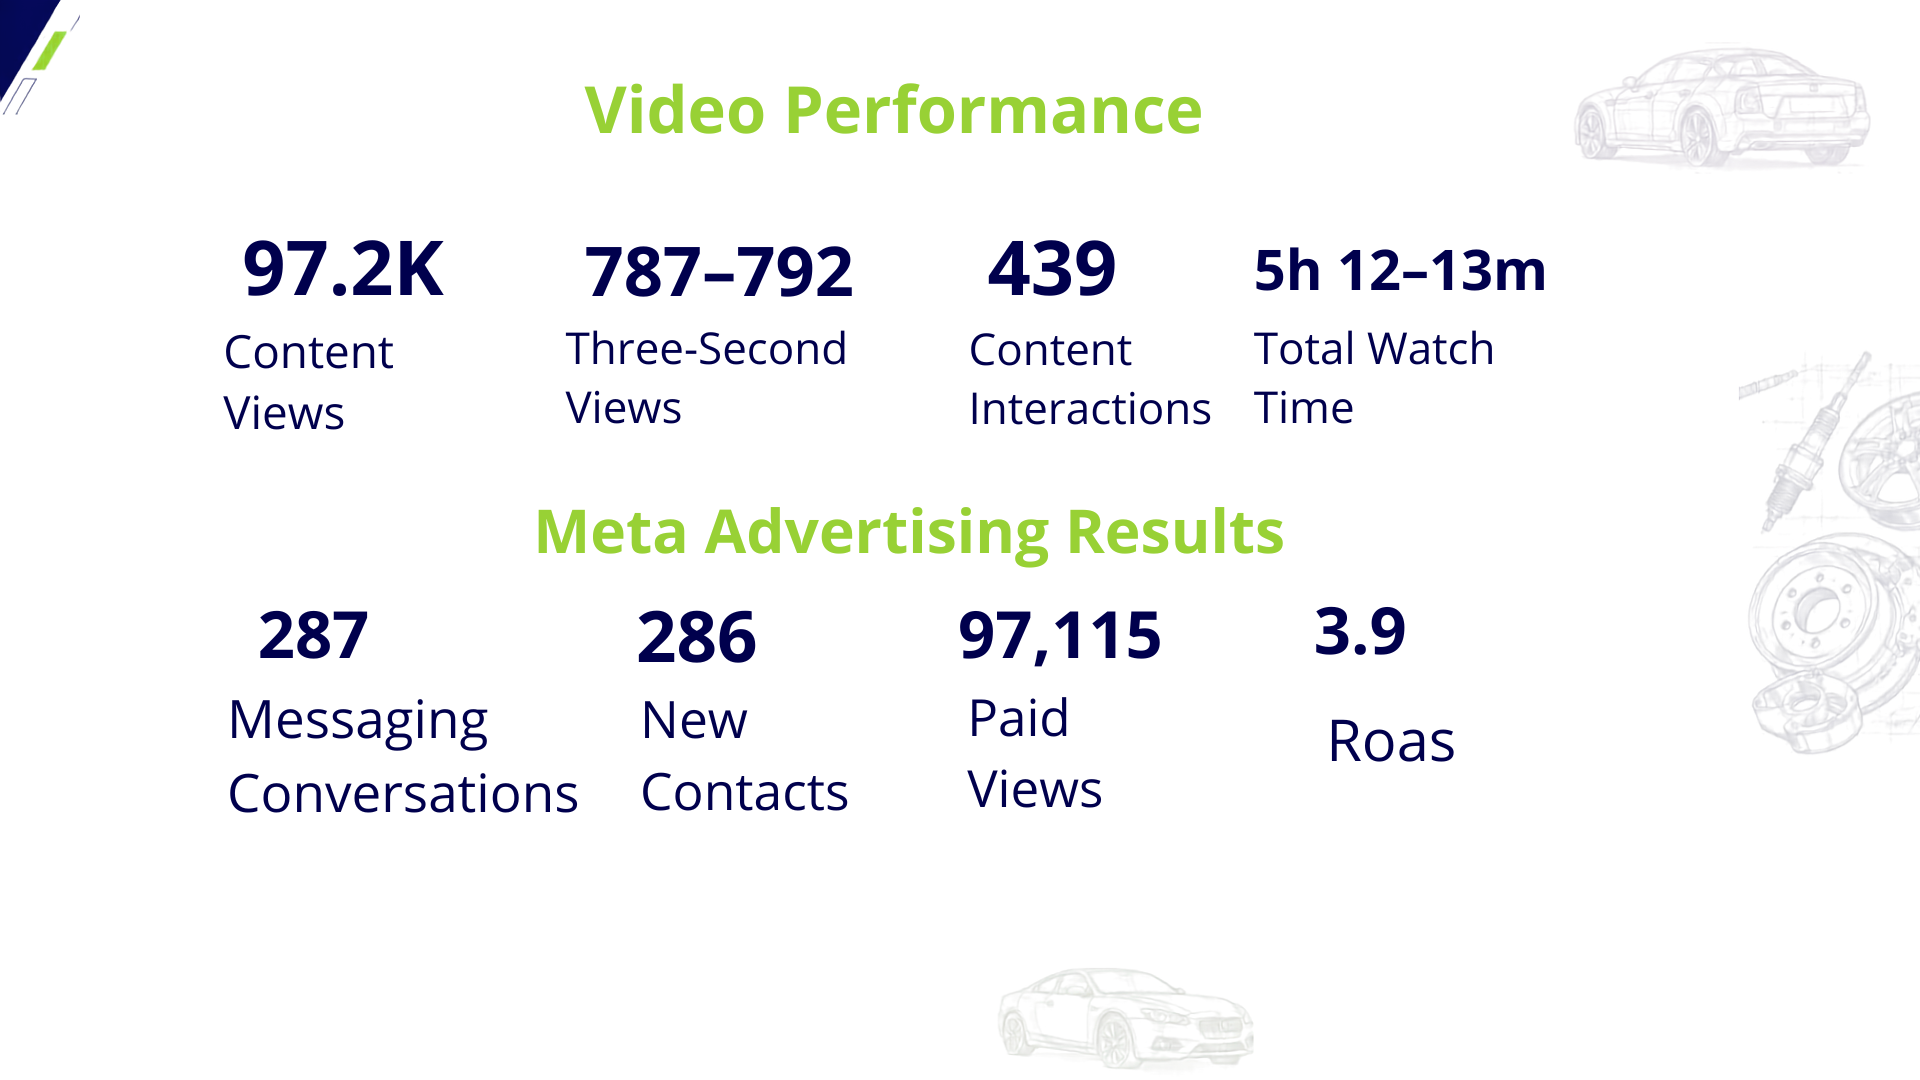 Video Performance
97.2K
787–792
439
5h 12–13m
Content
Views
Three-Second
Views
Content
Interactions
Total Watch
Time
Meta Advertising Results
287
286
97,115
3.9
Messaging
Conversations
New
Contacts
Paid
Views
Roas